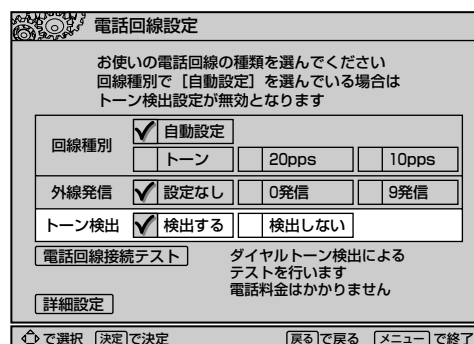 電話回線設定
お使いの電話回線の種類を選んでください
回線種別で［自動設定］を選んでいる場合は
トーン検出設定が無効となります
回線種別 自動設定
トーン 20pps 10pps
外線発信 設定なし 0発信 9発信
トーン検出 検出する 検出しない
電話回線接続テスト ダイヤルトーン検出による
テストを行います
電話料金はかかりません
詳細設定
で選択 決定で決定 戻るで戻る メニューで終了